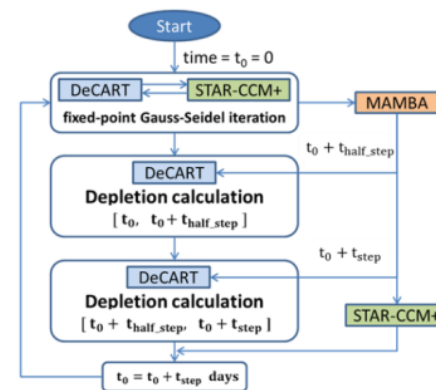 Start
time = t₀ = 0
DeCART
STAR-CCM+
fixed-point Gauss-Seidel iteration
MAMBA
t₀ + t_half_step
DeCART
Depletion calculation
[ t₀, t₀ + t_half_step ]
t₀ + t_step
DeCART
Depletion calculation
[ t₀ + t_half_step, t₀ + t_step ]
STAR-CCM+
t₀ = t₀ + t_step days